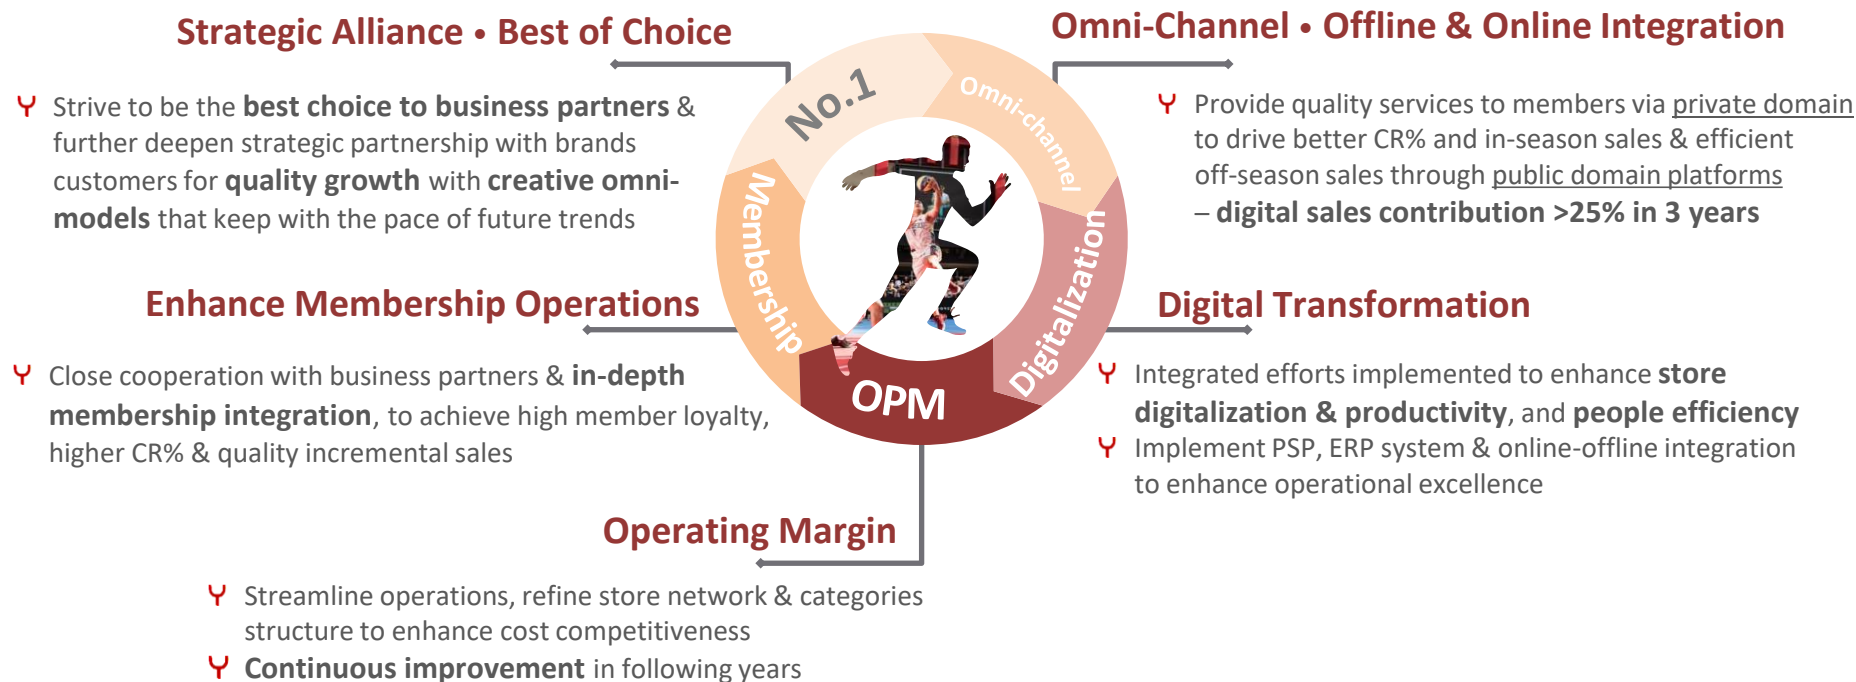 Strategic Alliance • Best of Choice
Strive to be the best choice to business partners &
further deepen strategic partnership with brands
customers for quality growth with creative omni-
models that keep with the pace of future trends
Omni-Channel • Offline & Online Integration
Provide quality services to members via private domain
to drive better CR% and in-season sales & efficient
off-season sales through public domain platforms
– digital sales contribution >25% in 3 years
No.1
Omni-channel
Membership
Digitalization
OPM
Enhance Membership Operations
Close cooperation with business partners & in-depth
membership integration, to achieve high member loyalty,
higher CR% & quality incremental sales
Digital Transformation
Integrated efforts implemented to enhance store
digitalization & productivity, and people efficiency
Implement PSP, ERP system & online-offline integration
to enhance operational excellence
Operating Margin
Streamline operations, refine store network & categories
structure to enhance cost competitiveness
Continuous improvement in following years